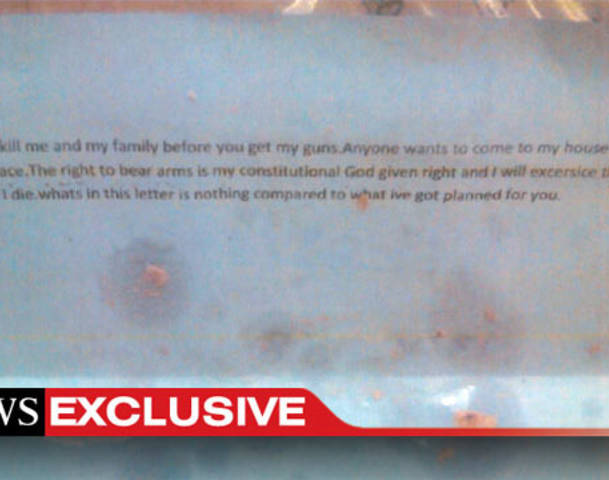 kill me and my family before you get my guns.Anyone wants to come to my house
ace.The right to bear arms is my constitutional God given right and I will excersice
I die.whats in this letter is nothing compared to what ive got planned for you.
WS EXCLUSIVE